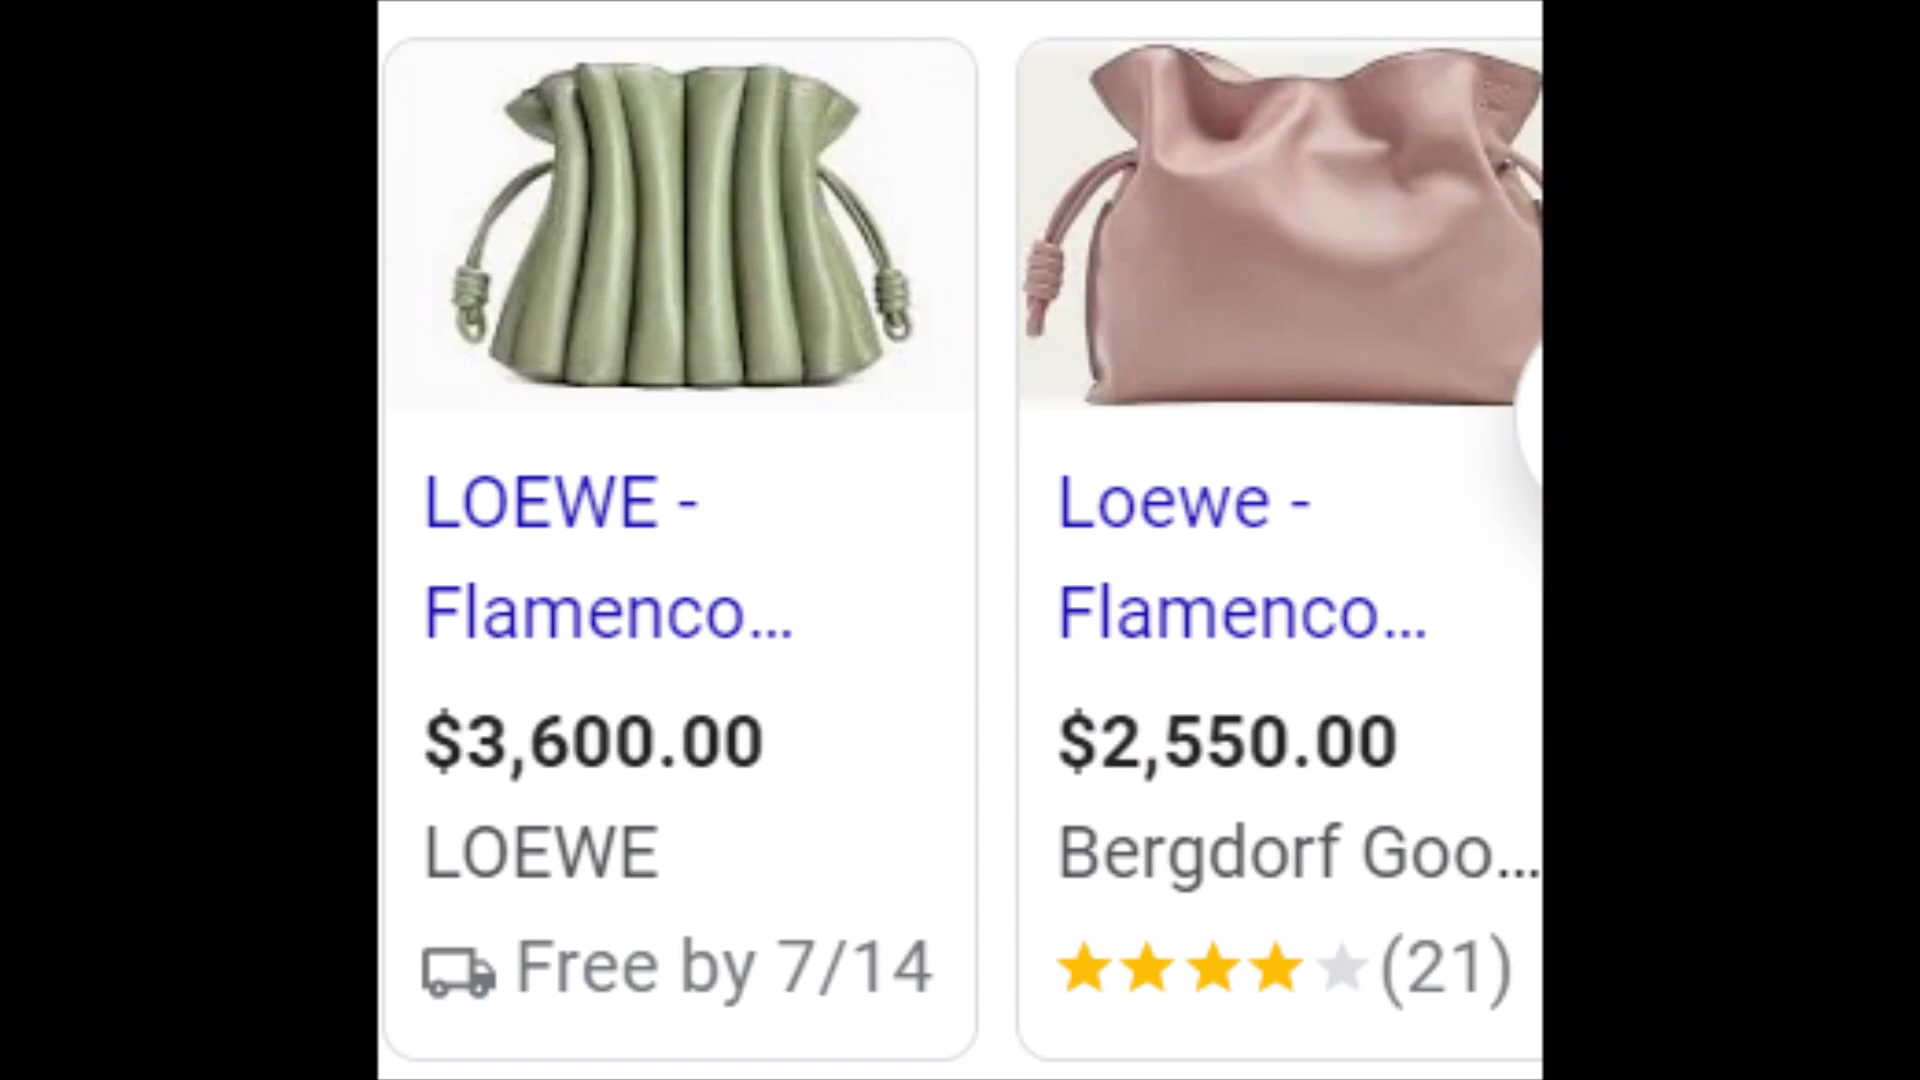 LOEWE -
Flamenco...
$3,600.00
LOEWE
Free by 7/14
Loewe -
Flamenco...
$2,550.00
Bergdorf Goo...
(21)